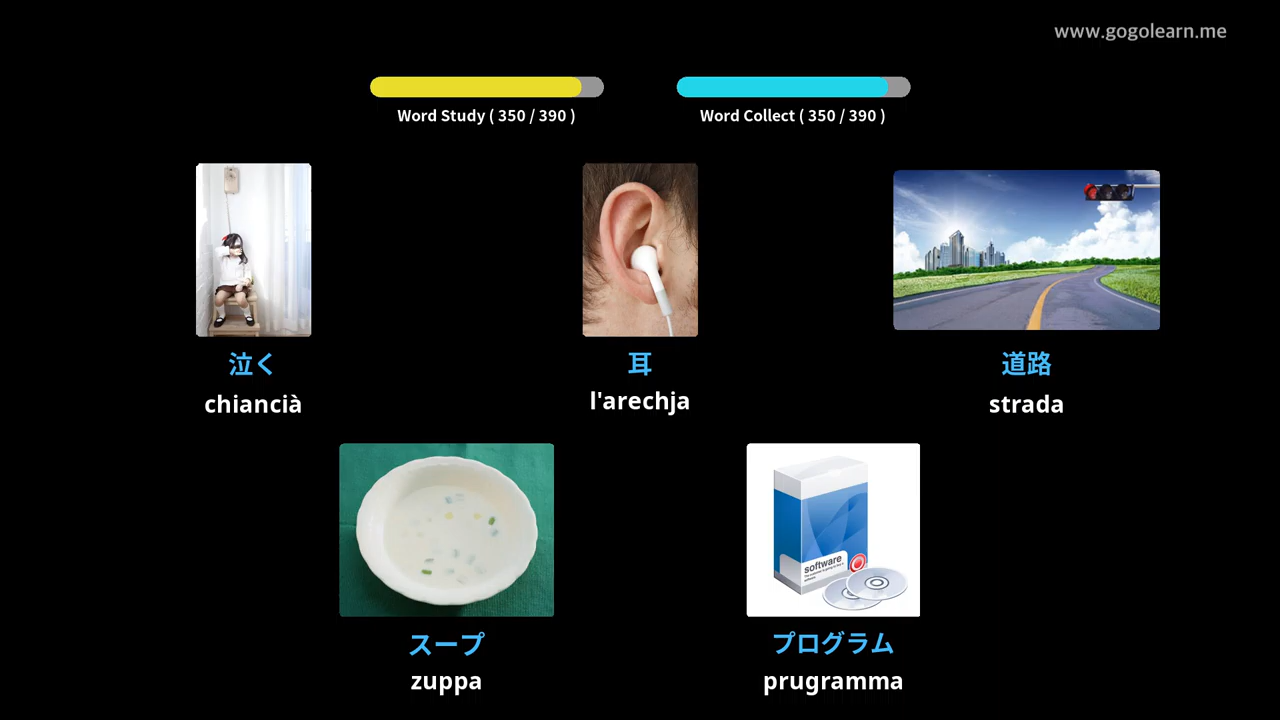 www.gogolearn.me
Word Study ( 350 / 390 )
Word Collect ( 350 / 390 )
泣く
chiancià
耳
l'arechja
道路
strada
software
スープ
zuppa
プログラム
prugramma